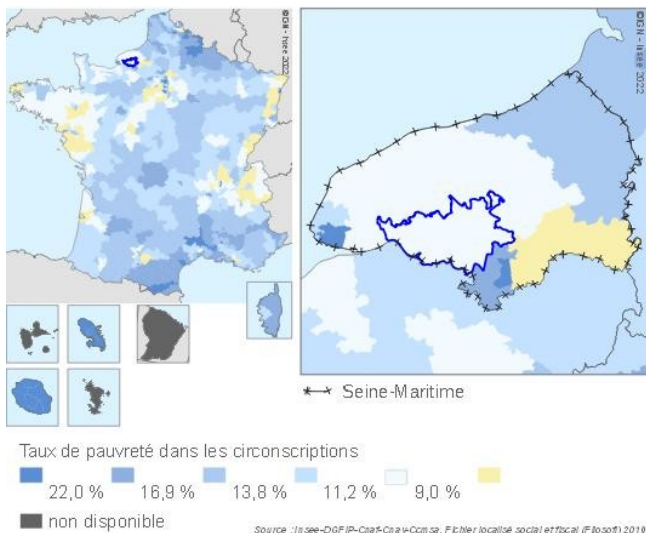 ©IGN - Insee 2022
©IGN - Insee 2022
Seine-Maritime
Taux de pauvreté dans les circonscriptions
22,0 % 16,9 % 13,8 % 11,2 % 9,0 %
non disponible
Source : Insee-DGFIP-Cnaf-Cnav-Ccmsa, Fichier localisé social et fiscal (Filosofi) 2019